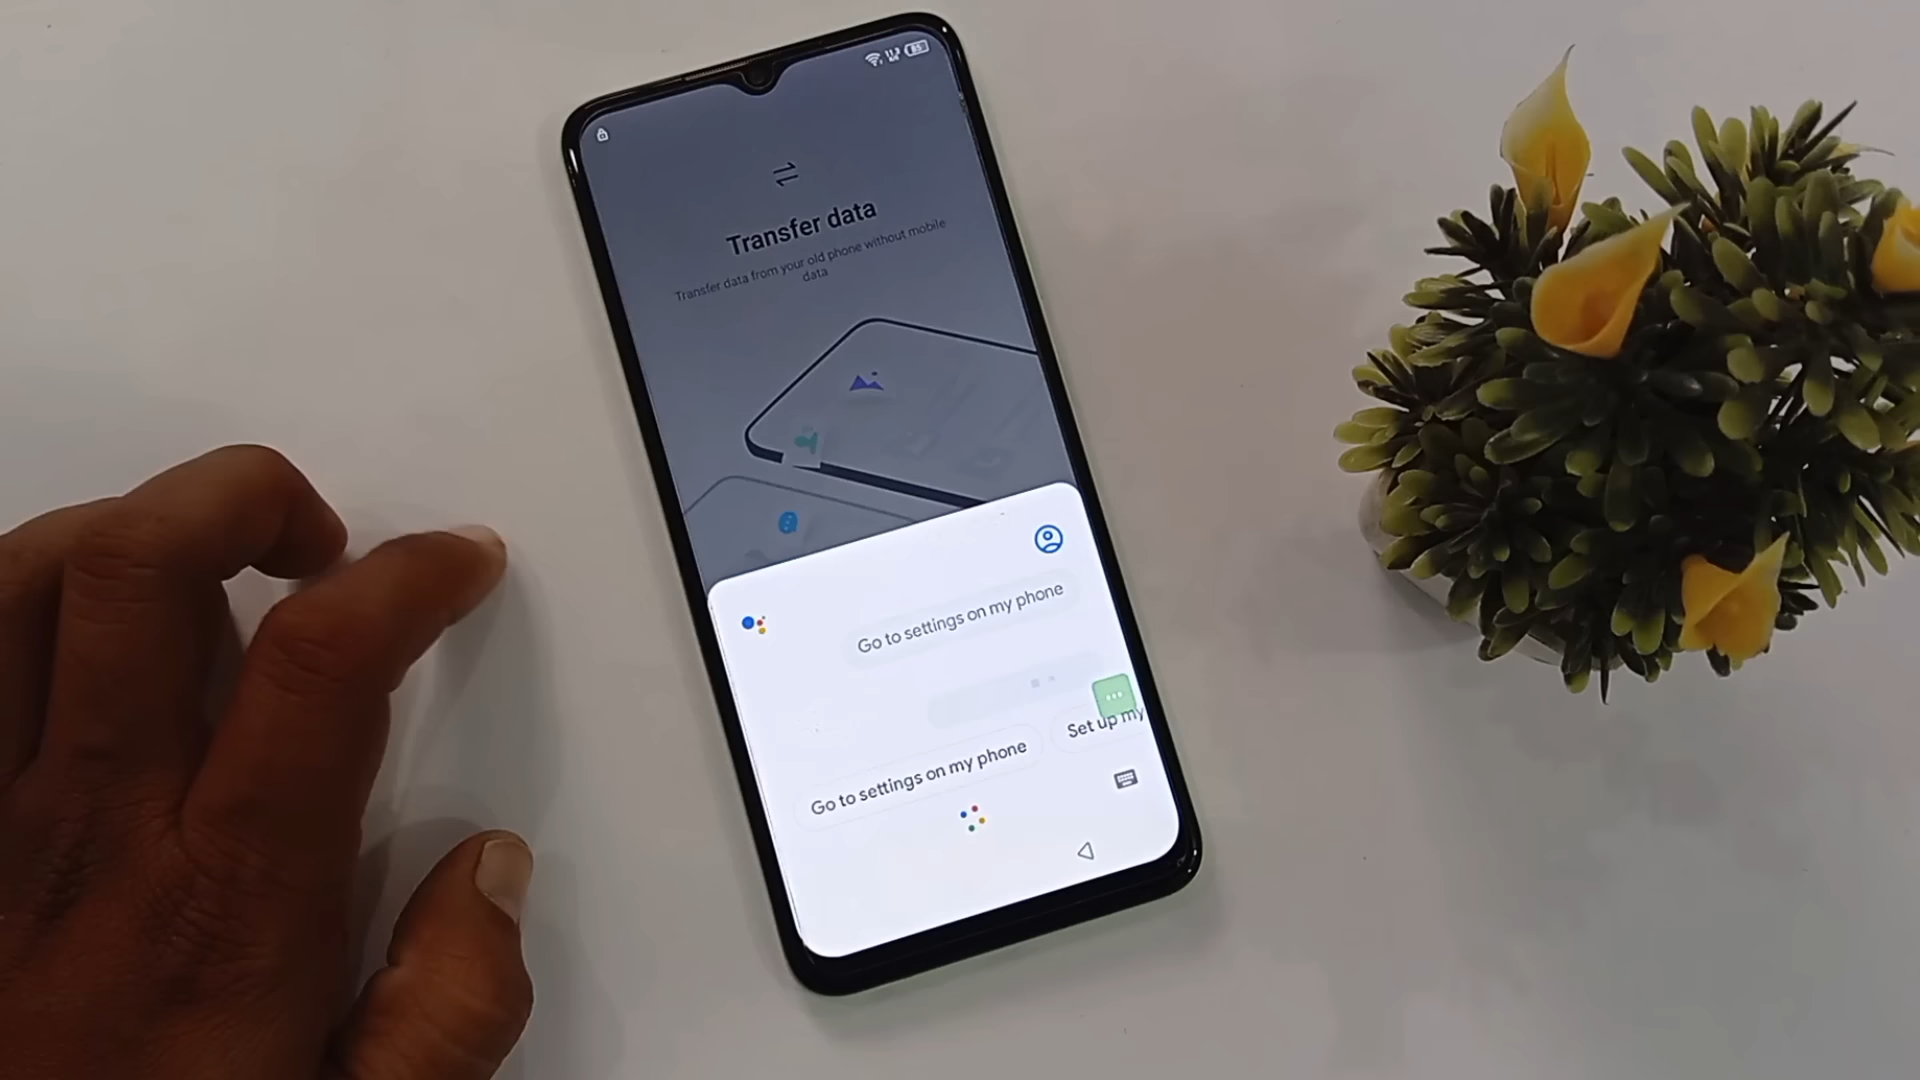 85
Transfer data
Transfer data from your old phone without mobile
data
Go to settings on my phone
Go to settings on my phone
Set up my